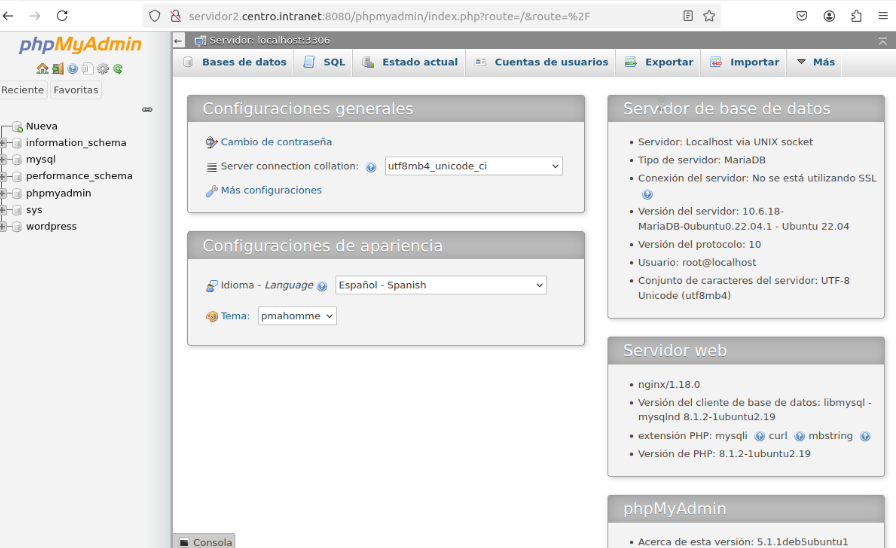 servidor2.centro.intranet:8080/phpmyadmin/index.php?route=/&route=%2F
phpMyAdmin
Reciente
Favoritas
Nueva
information_schema
mysql
performance_schema
phpmyadmin
sys
wordpress
Servidor: localhost:3306
Bases de datos SQL Estado actual Cuentas de usuarios Exportar Importar Más
Configuraciones generales
Cambio de contraseña
Server connection collation: utf8mb4_unicode_ci
Más configuraciones
Configuraciones de apariencia
Idioma - Language Español - Spanish
Tema: pmahomme
Servidor de base de datos
• Servidor: Localhost via UNIX socket
• Tipo de servidor: MariaDB
• Conexión del servidor: No se está utilizando SSL
• Versión del servidor: 10.6.18-
MariaDB-0ubuntu0.22.04.1 - Ubuntu 22.04
• Versión del protocolo: 10
• Usuario: root@localhost
• Conjunto de caracteres del servidor: UTF-8
Unicode (utf8mb4)
Servidor web
• nginx/1.18.0
• Versión del cliente de base de datos: libmysql -
mysqlnd 8.1.2-1ubuntu2.19
• extensión PHP: mysqli curl mbstring
• Versión de PHP: 8.1.2-1ubuntu2.19
phpMyAdmin
• Acerca de esta versión: 5.1.1deb5ubuntu1
Consola